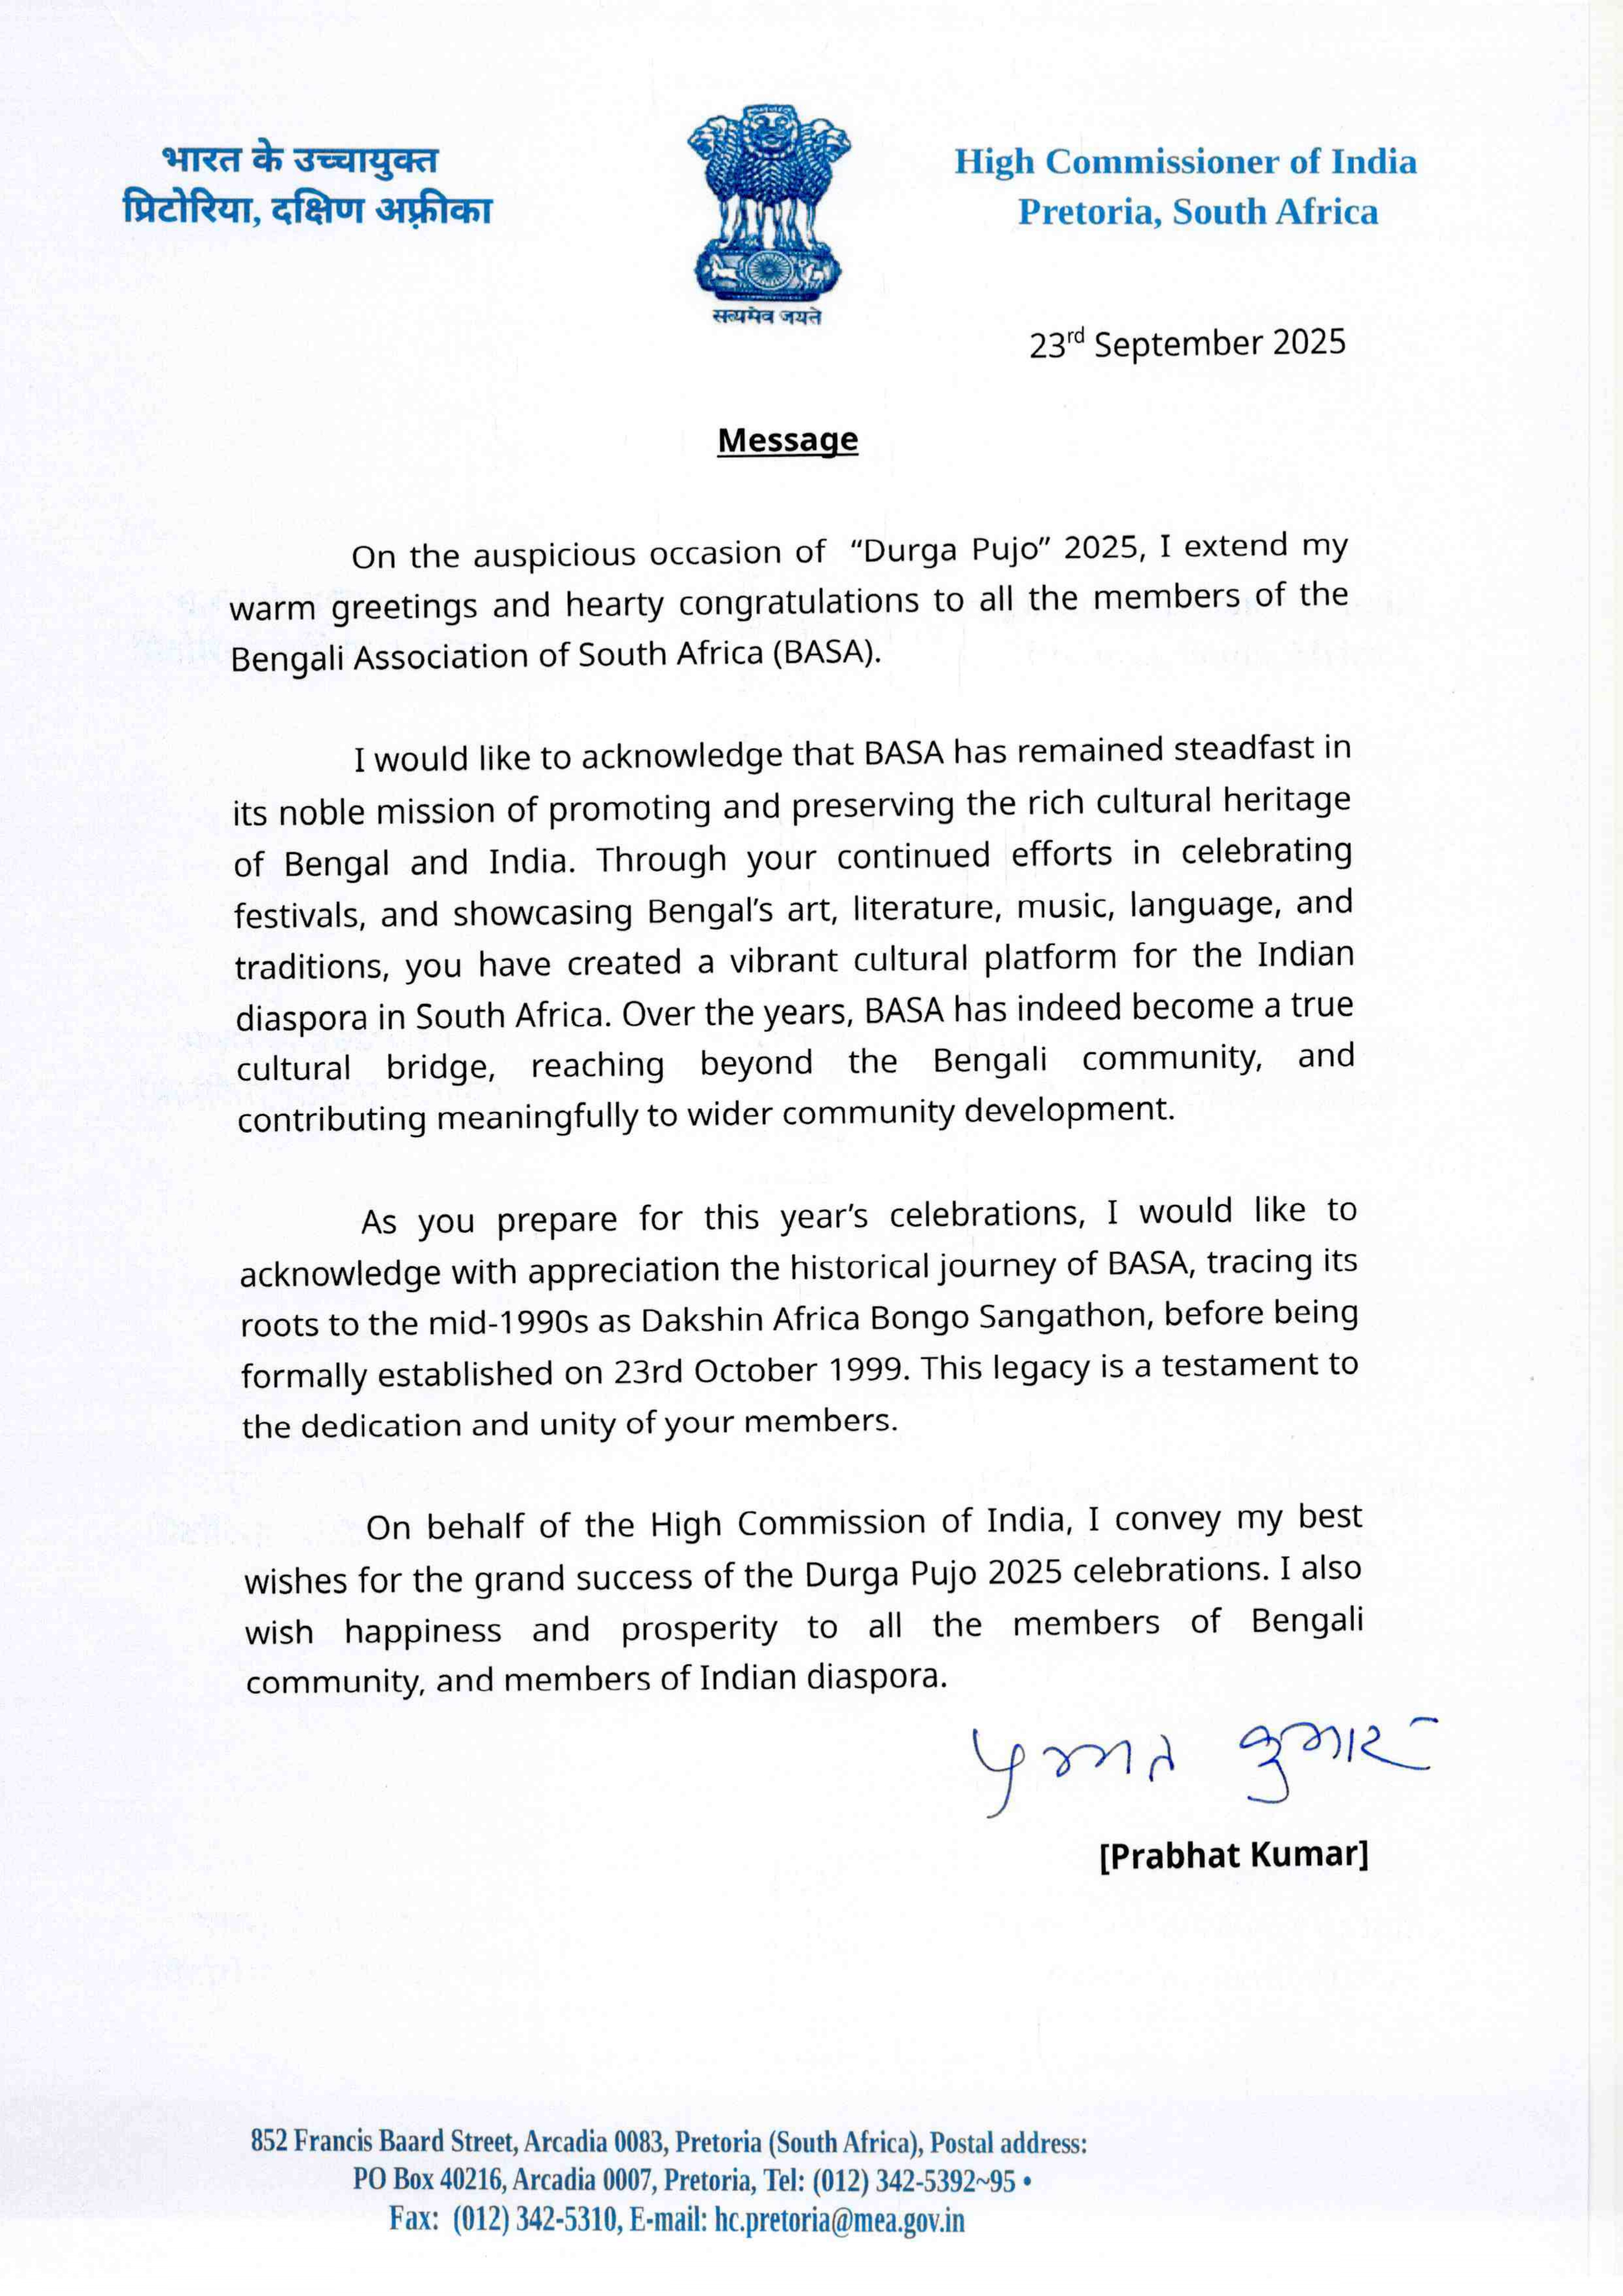 भारत के उच्चायुक्त
प्रिटोरिया, दक्षिण अफ़्रीका
सत्यमेव जयते
High Commissioner of India
Pretoria, South Africa
23rd September 2025
Message
On the auspicious occasion of “Durga Pujo” 2025, I extend my
warm greetings and hearty congratulations to all the members of the
Bengali Association of South Africa (BASA).
I would like to acknowledge that BASA has remained steadfast in
its noble mission of promoting and preserving the rich cultural heritage
of Bengal and India. Through your continued efforts in celebrating
festivals, and showcasing Bengal’s art, literature, music, language, and
traditions, you have created a vibrant cultural platform for the Indian
diaspora in South Africa. Over the years, BASA has indeed become a true
cultural bridge, reaching beyond the Bengali community, and
contributing meaningfully to wider community development.
As you prepare for this year’s celebrations, I would like to
acknowledge with appreciation the historical journey of BASA, tracing its
roots to the mid-1990s as Dakshin Africa Bongo Sangathon, before being
formally established on 23rd October 1999. This legacy is a testament to
the dedication and unity of your members.
On behalf of the High Commission of India, I convey my best
wishes for the grand success of the Durga Pujo 2025 celebrations. I also
wish happiness and prosperity to all the members of Bengali
community, and members of Indian diaspora.
प्रभात कुमार
[Prabhat Kumar]
852 Francis Baard Street, Arcadia 0083, Pretoria (South Africa), Postal address:
PO Box 40216, Arcadia 0007, Pretoria, Tel: (012) 342-5392~95 •
Fax: (012) 342-5310, E-mail: hc.pretoria@mea.gov.in